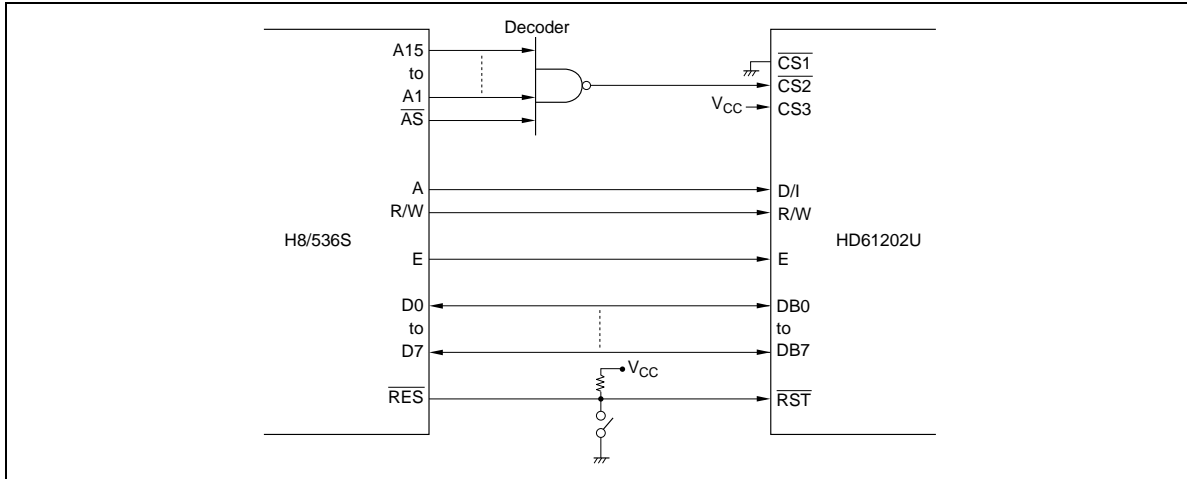 Decoder
A15
to
A1
AS
A
R/W
H8/536S
E
D0
to
D7
RES
VCC
CS1
CS2
VCC
CS3
D/I
R/W
HD61202U
E
DB0
to
DB7
RST